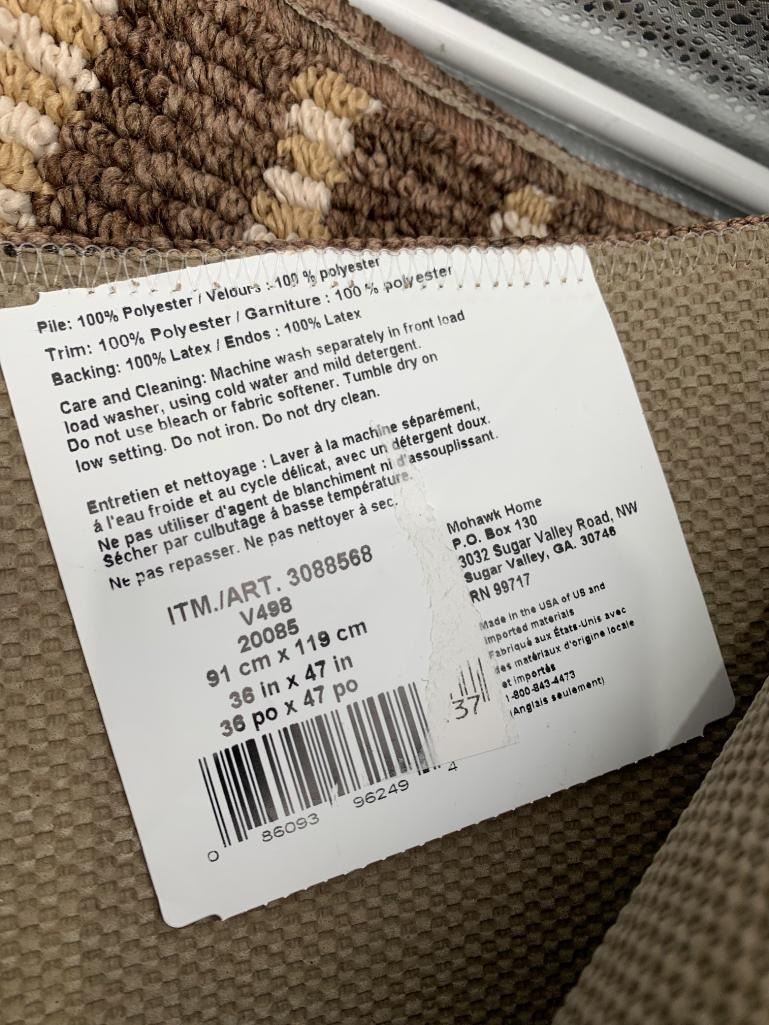 Pile: 100% Polyester / Velours : 100 % polyester
Trim: 100% Polyester / Garniture : 100 % polyester
Backing: 100% Latex / Endos : 100% Latex
Care and Cleaning: Machine wash separately in front load
load washer, using cold water and mild detergent.
Do not use bleach or fabric softener. Tumble dry on
low setting. Do not iron. Do not dry clean.
Entretien et nettoyage : Laver à la machine séparément,
á l'eau froide et au cycle délicat, avec un détergent doux.
Ne pas utiliser d'agent de blanchiment ni d'assouplissant.
Sécher par culbutage á basse température.
Ne pas repasser. Ne pas nettoyer à sec.
ITM./ART. 3088568
V498
20085
91 cm x 119 cm
36 in x 47 in
36 po x 47 po
0 86093 96249 4
37
Mohawk Home
P.O. Box 130
3032 Sugar Valley Road, NW
Sugar Valley, GA. 30746
RN 99717
Made in the USA of US and
imported materials
Fabriqué aux États-Unis avec
des matériaux d'origine locale
et importés
1-800-843-4473
(Anglais seulement)